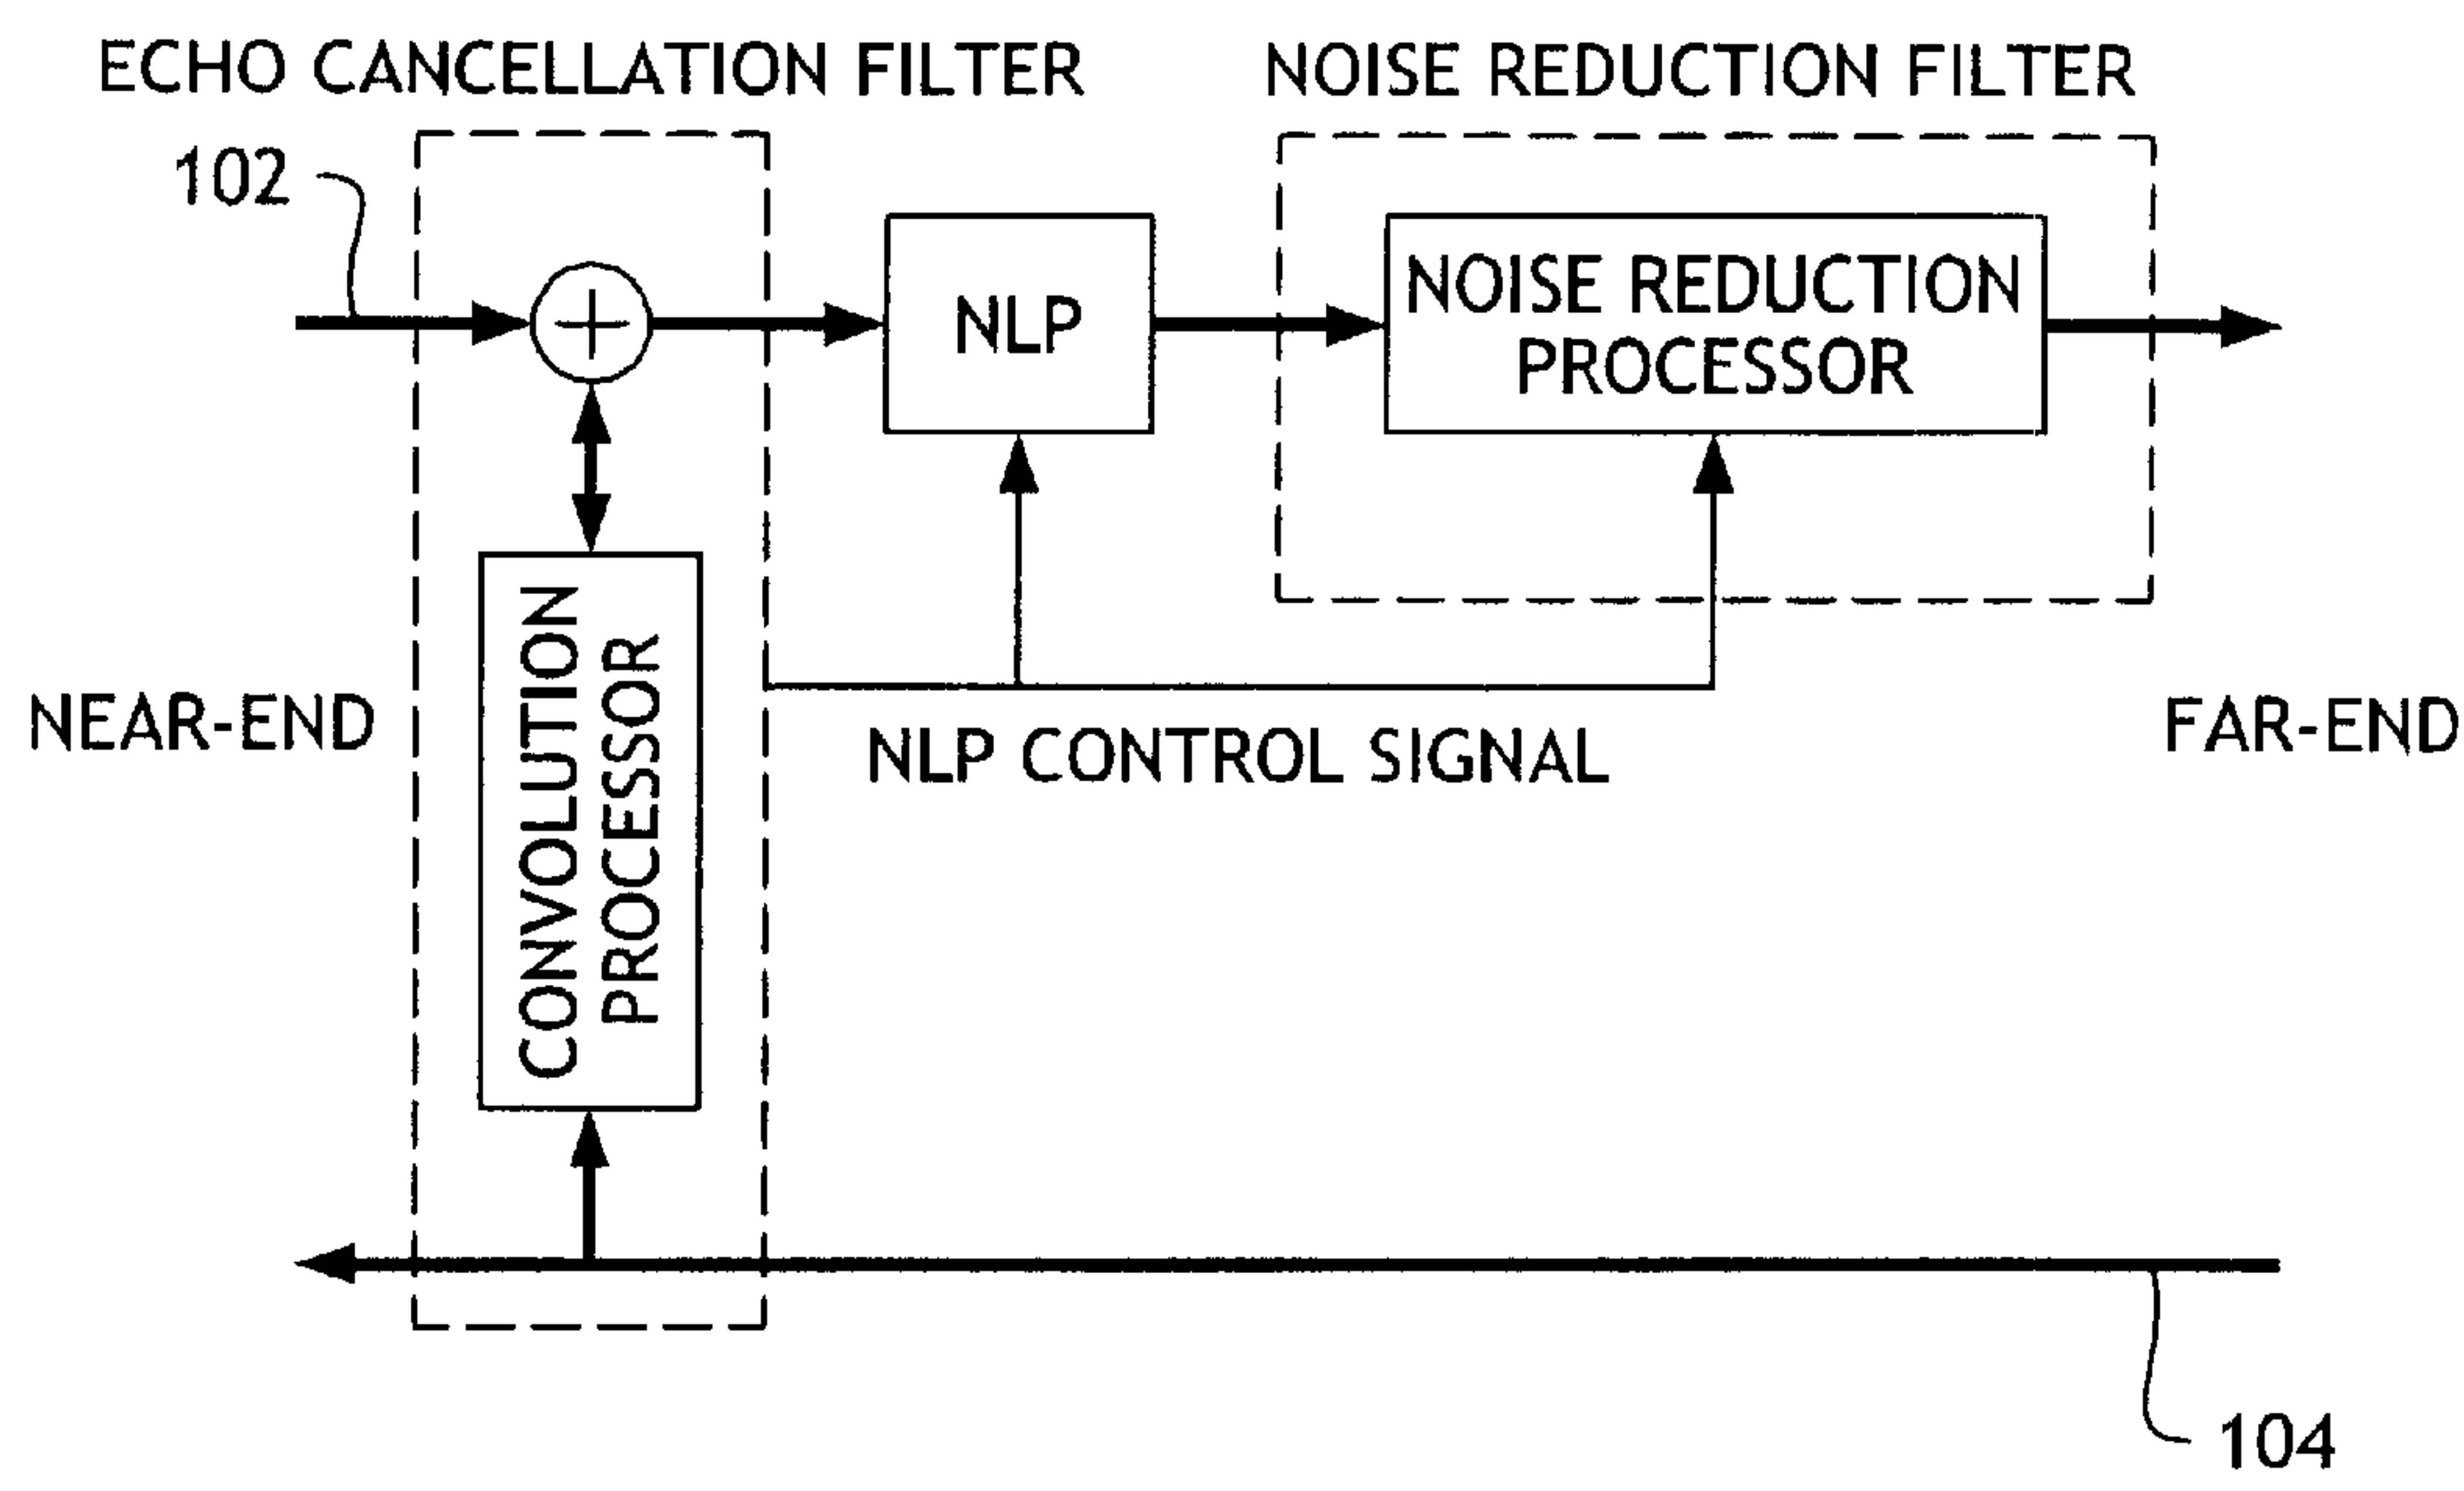 ECHO CANCELLATION FILTER
NOISE REDUCTION FILTER
102
NLP
NOISE REDUCTION
PROCESSOR
CONVOLUTION
PROCESSOR
NEAR-END
FAR-END
NLP CONTROL SIGNAL
104